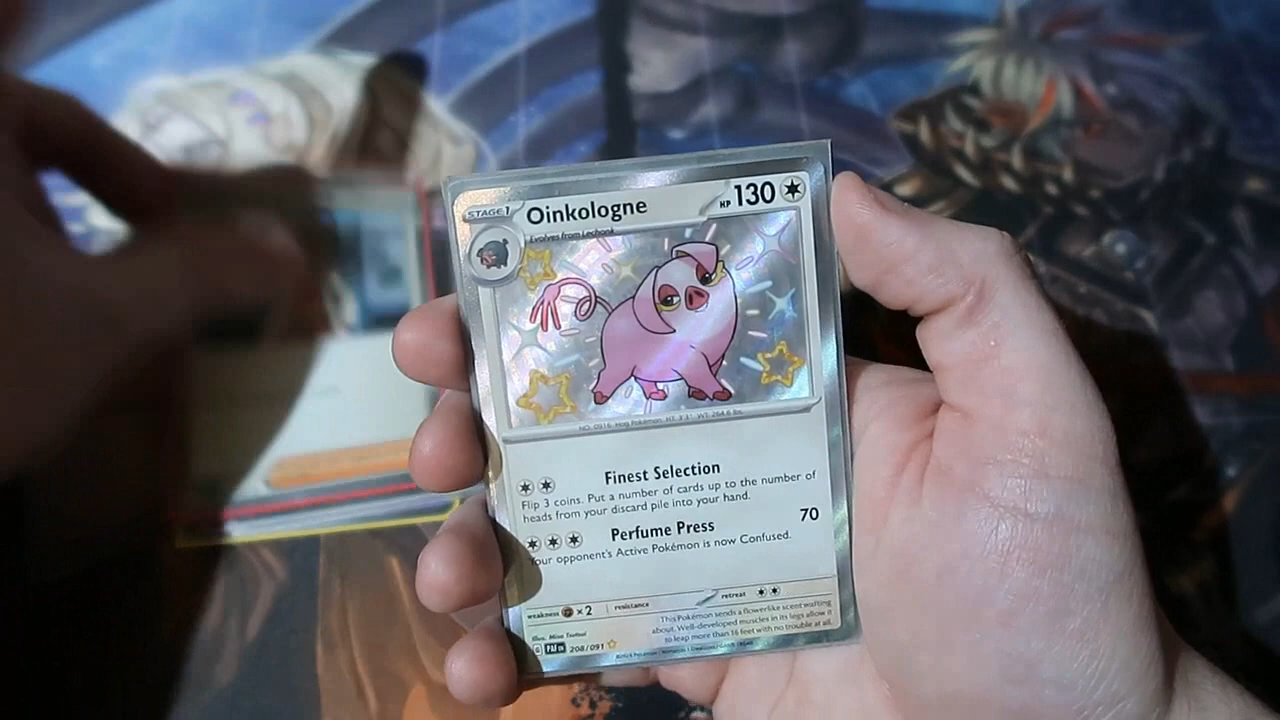 STAGE 1 Oinkologne HP 130
Evolves from Lechonk
NO. 0916 Hog Pokémon HT: 3'3" WT: 264.6 lbs.
Finest Selection
Flip 3 coins. Put a number of cards up to the number of
heads from your discard pile into your hand.
Perfume Press 70
Your opponent's Active Pokémon is now Confused.
weakness ×2 resistance retreat
This Pokémon sends a flowerlike scent wafting
about. Well-developed muscles in its legs allow it
to leap more than 16 feet with no trouble at all.
Illus. Mina Tsutsui
G PAF EN 208/091